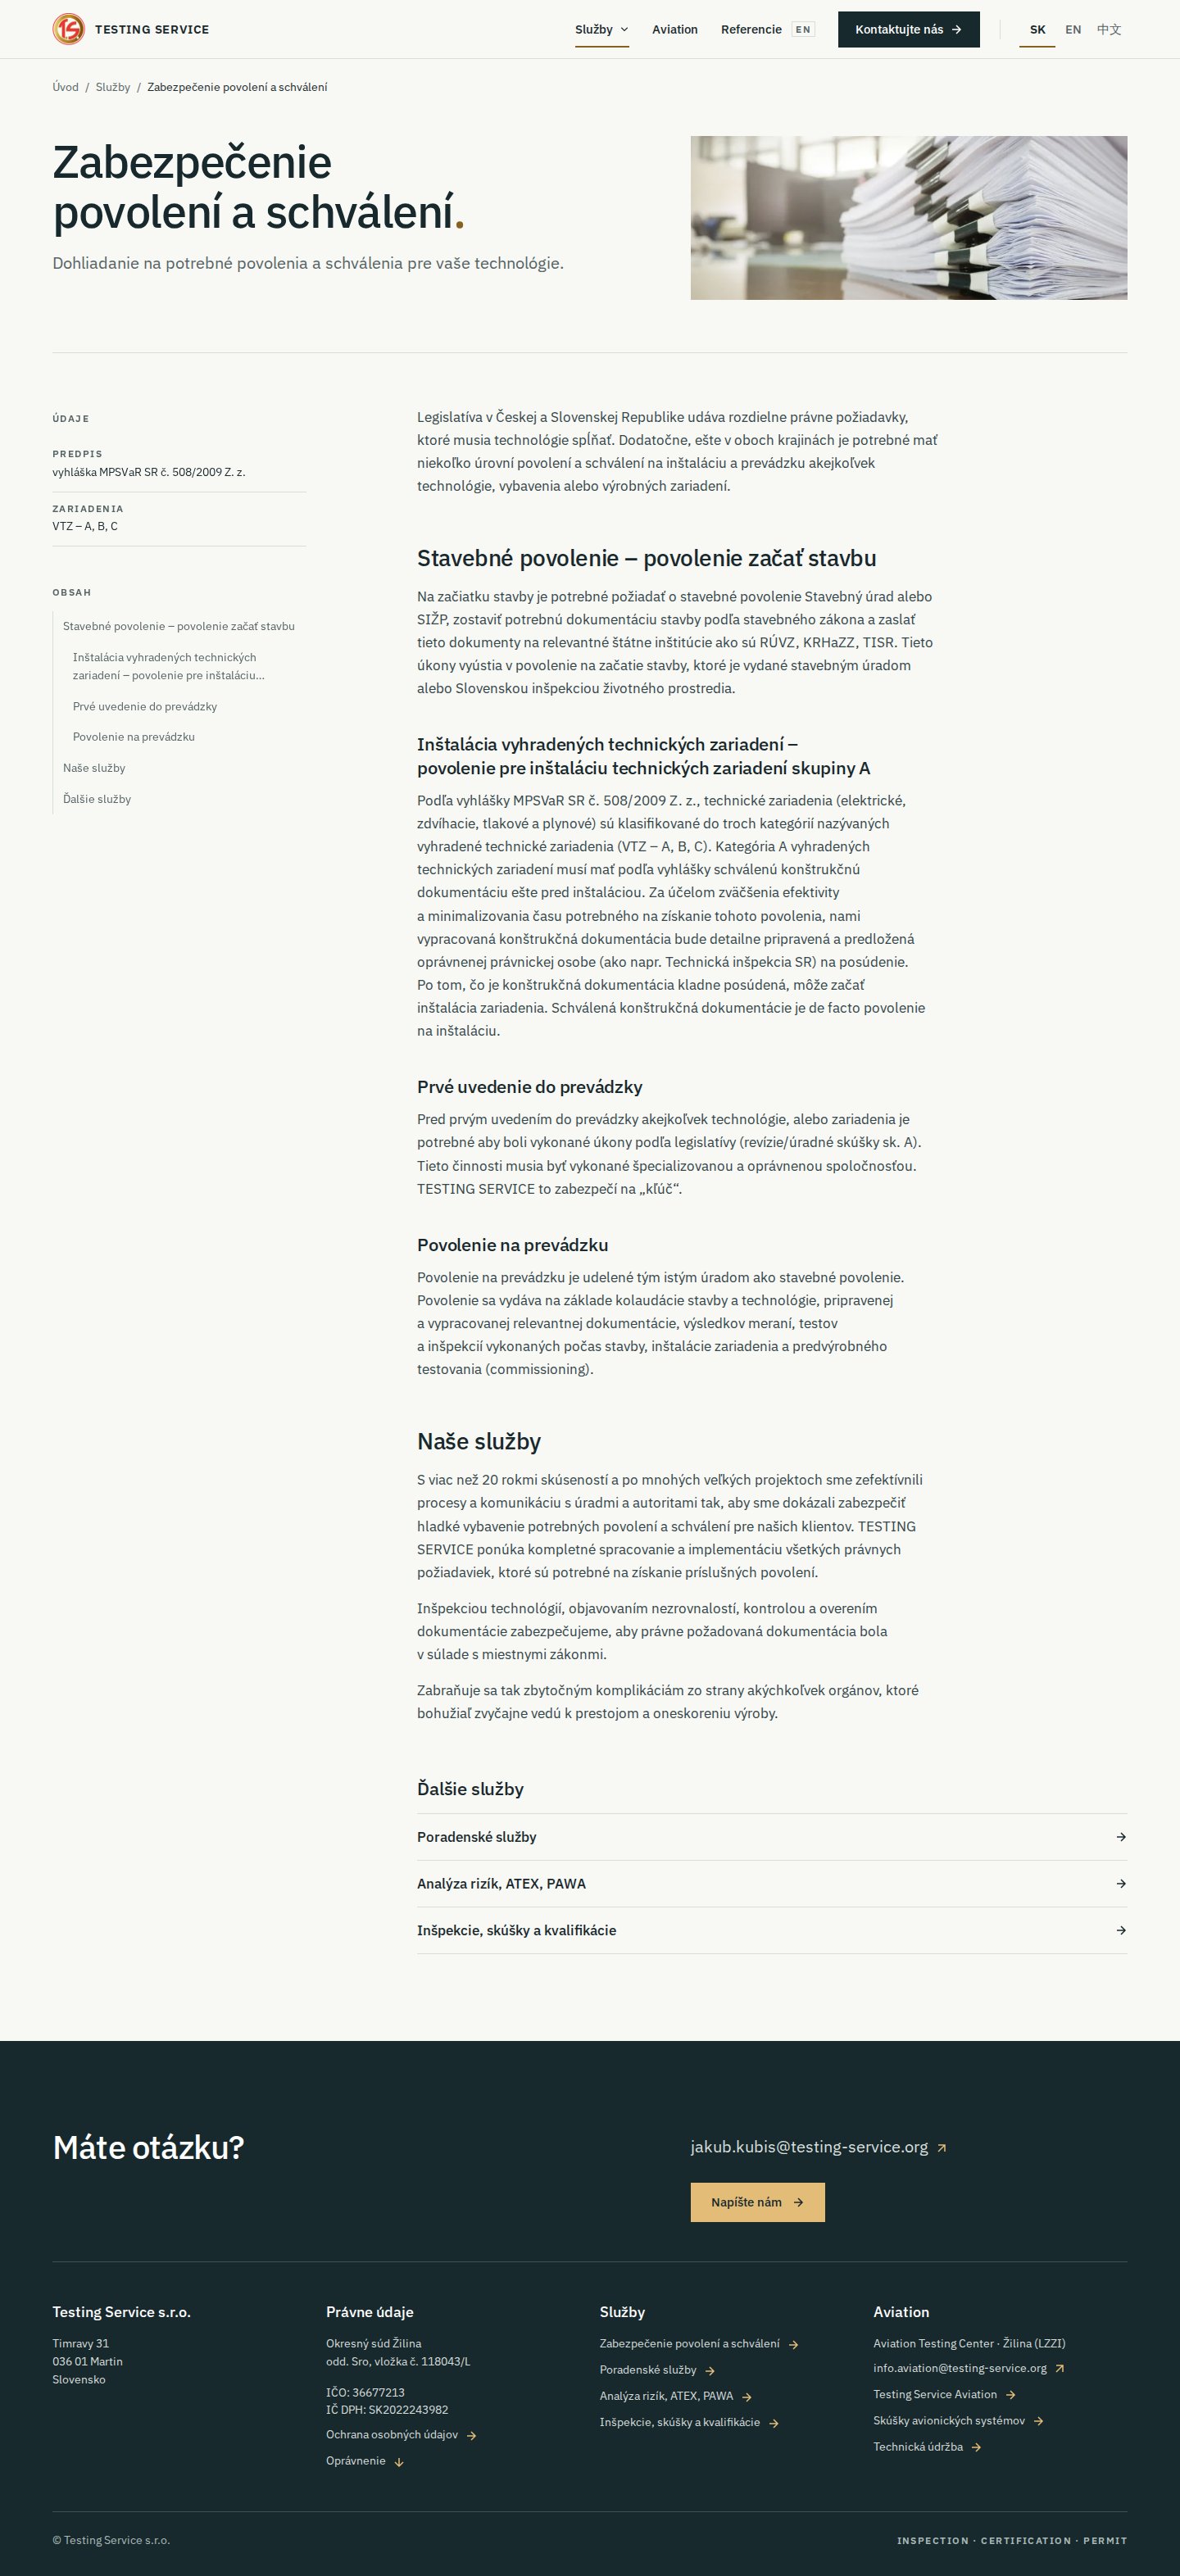 TESTING SERVICE
Služby
Aviation
Referencie EN
Kontaktujte nás
SK EN 中文
Úvod / Služby / Zabezpečenie povolení a schválení
Zabezpečenie
povolení a schválení.
Dohliadanie na potrebné povolenia a schválenia pre vaše technológie.
ÚDAJE
PREDPIS
vyhláška MPSVaR SR č. 508/2009 Z. z.
ZARIADENIA
VTZ – A, B, C
OBSAH
Stavebné povolenie – povolenie začať stavbu
Inštalácia vyhradených technických
zariadení – povolenie pre inštaláciu...
Prvé uvedenie do prevádzky
Povolenie na prevádzku
Naše služby
Ďalšie služby
Legislatíva v Českej a Slovenskej Republike udáva rozdielne právne požiadavky,
ktoré musia technológie spĺňať. Dodatočne, ešte v oboch krajinách je potrebné mať
niekoľko úrovní povolení a schválení na inštaláciu a prevádzku akejkoľvek
technológie, vybavenia alebo výrobných zariadení.
Stavebné povolenie – povolenie začať stavbu
Na začiatku stavby je potrebné požiadať o stavebné povolenie Stavebný úrad alebo
SIŽP, zostaviť potrebnú dokumentáciu stavby podľa stavebného zákona a zaslať
tieto dokumenty na relevantné štátne inštitúcie ako sú RÚVZ, KRHaZZ, TISR. Tieto
úkony vyústia v povolenie na začatie stavby, ktoré je vydané stavebným úradom
alebo Slovenskou inšpekciou životného prostredia.
Inštalácia vyhradených technických zariadení –
povolenie pre inštaláciu technických zariadení skupiny A
Podľa vyhlášky MPSVaR SR č. 508/2009 Z. z., technické zariadenia (elektrické,
zdvíhacie, tlakové a plynové) sú klasifikované do troch kategórií nazývaných
vyhradené technické zariadenia (VTZ – A, B, C). Kategória A vyhradených
technických zariadení musí mať podľa vyhlášky schválenú konštrukčnú
dokumentáciu ešte pred inštaláciou. Za účelom zväčšenia efektivity
a minimalizovania času potrebného na získanie tohoto povolenia, nami
vypracovaná konštrukčná dokumentácia bude detailne pripravená a predložená
oprávnenej právnickej osobe (ako napr. Technická inšpekcia SR) na posúdenie.
Po tom, čo je konštrukčná dokumentácia kladne posúdená, môže začať
inštalácia zariadenia. Schválená konštrukčná dokumentácie je de facto povolenie
na inštaláciu.
Prvé uvedenie do prevádzky
Pred prvým uvedením do prevádzky akejkoľvek technológie, alebo zariadenia je
potrebné aby boli vykonané úkony podľa legislatívy (revízie/úradné skúšky sk. A).
Tieto činnosti musia byť vykonané špecializovanou a oprávnenou spoločnosťou.
TESTING SERVICE to zabezpečí na „kľúč“.
Povolenie na prevádzku
Povolenie na prevádzku je udelené tým istým úradom ako stavebné povolenie.
Povolenie sa vydáva na základe kolaudácie stavby a technológie, pripravenej
a vypracovanej relevantnej dokumentácie, výsledkov meraní, testov
a inšpekcií vykonaných počas stavby, inštalácie zariadenia a predvýrobného
testovania (commissioning).
Naše služby
S viac než 20 rokmi skúseností a po mnohých veľkých projektoch sme zefektívnili
procesy a komunikáciu s úradmi a autoritami tak, aby sme dokázali zabezpečiť
hladké vybavenie potrebných povolení a schválení pre našich klientov. TESTING
SERVICE ponúka kompletné spracovanie a implementáciu všetkých právnych
požiadaviek, ktoré sú potrebné na získanie príslušných povolení.
Inšpekciou technológií, objavovaním nezrovnalostí, kontrolou a overením
dokumentácie zabezpečujeme, aby právne požadovaná dokumentácia bola
v súlade s miestnymi zákonmi.
Zabraňuje sa tak zbytočným komplikáciám zo strany akýchkoľvek orgánov, ktoré
bohužiaľ zvyčajne vedú k prestojom a oneskoreniu výroby.
Ďalšie služby
Poradenské služby
Analýza rizík, ATEX, PAWA
Inšpekcie, skúšky a kvalifikácie
Máte otázku?
jakub.kubis@testing-service.org
Napíšte nám
Testing Service s.r.o.
Timravy 31
036 01 Martin
Slovensko
Právne údaje
Okresný súd Žilina
odd. Sro, vložka č. 118043/L
IČO: 36677213
IČ DPH: SK2022243982
Ochrana osobných údajov
Oprávnenie
Služby
Zabezpečenie povolení a schválení
Poradenské služby
Analýza rizík, ATEX, PAWA
Inšpekcie, skúšky a kvalifikácie
Aviation
Aviation Testing Center · Žilina (LZZI)
info.aviation@testing-service.org
Testing Service Aviation
Skúšky avionických systémov
Technická údržba
© Testing Service s.r.o.
INSPECTION · CERTIFICATION · PERMIT